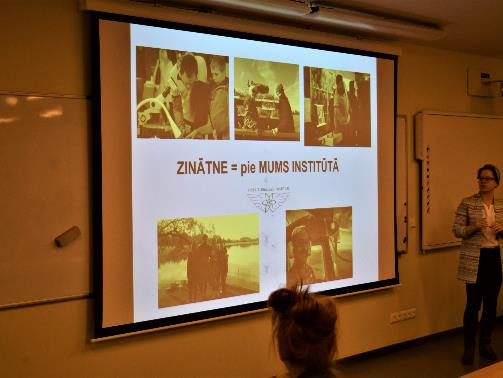 ZINĀTNE = pie MUMS INSTITŪTĀ